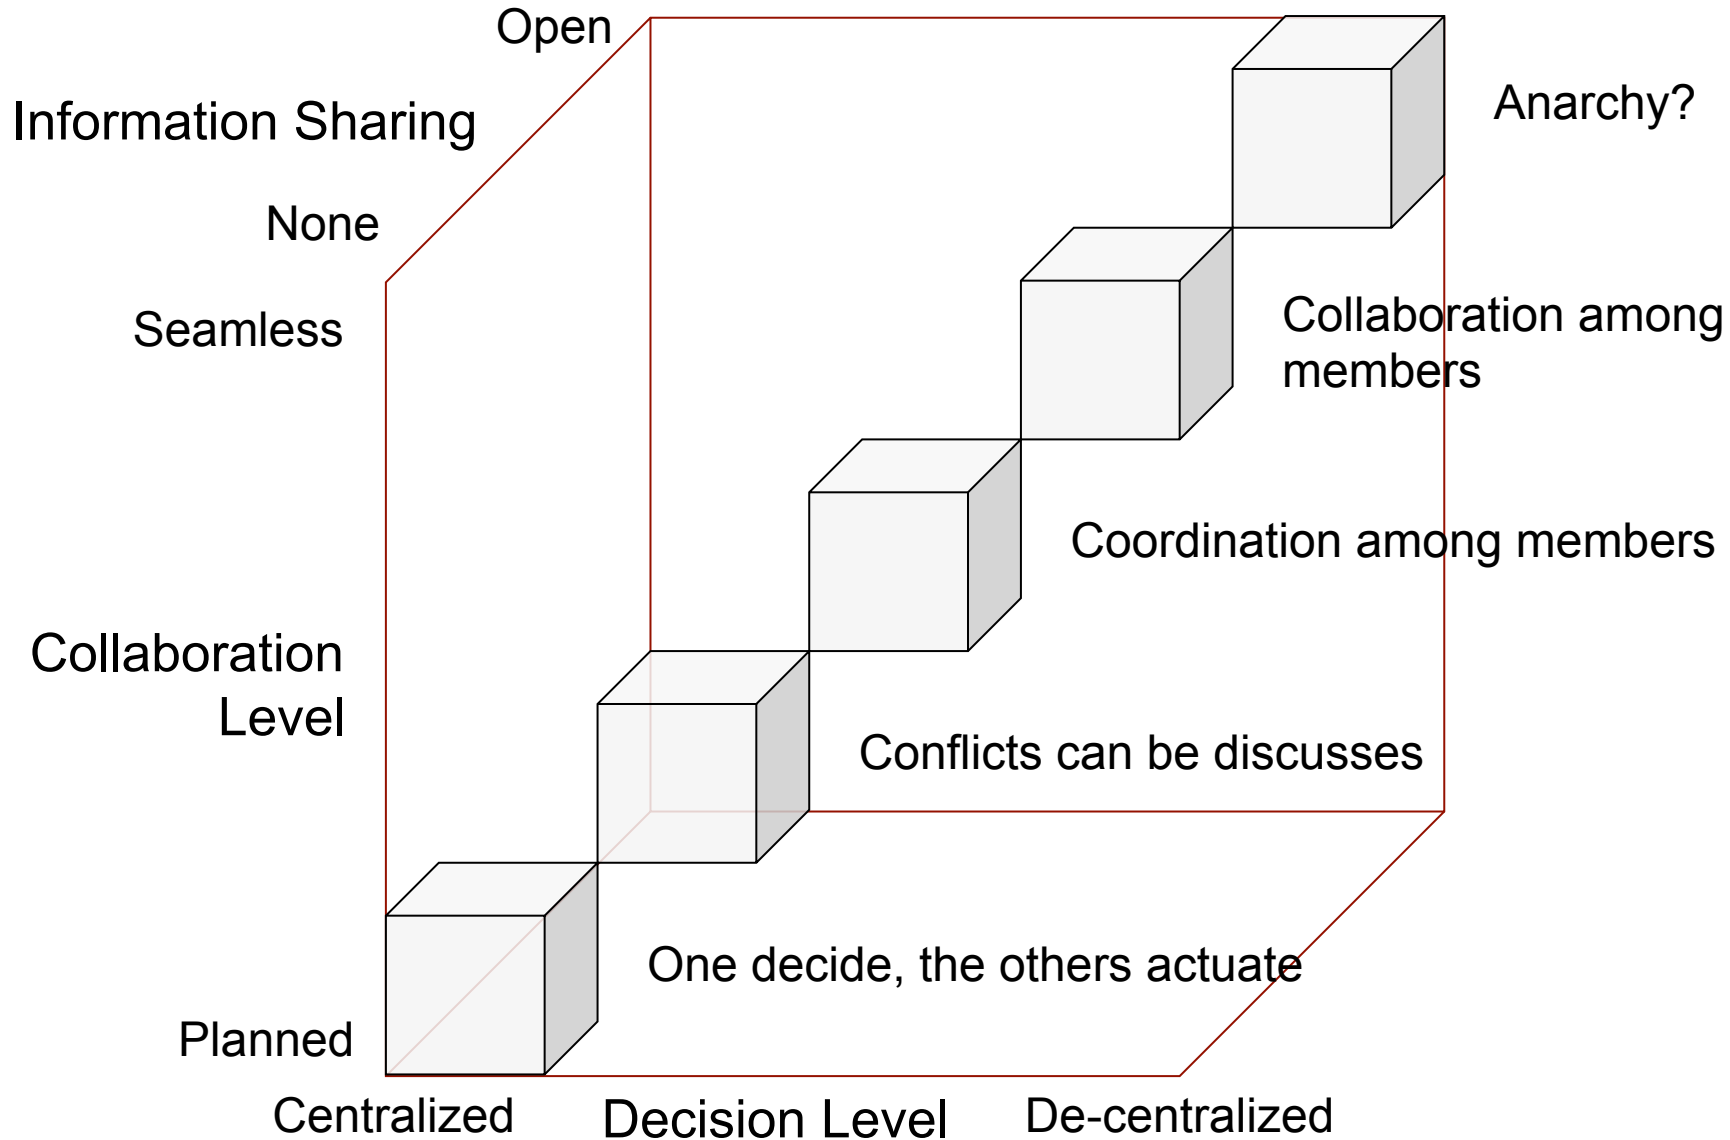 Open
Information Sharing
Anarchy?
None
Seamless
Collaboration among
members
Coordination among members
Collaboration
Level
Conflicts can be discusses
One decide, the others actuate
Planned
Centralized
Decision Level
De-centralized